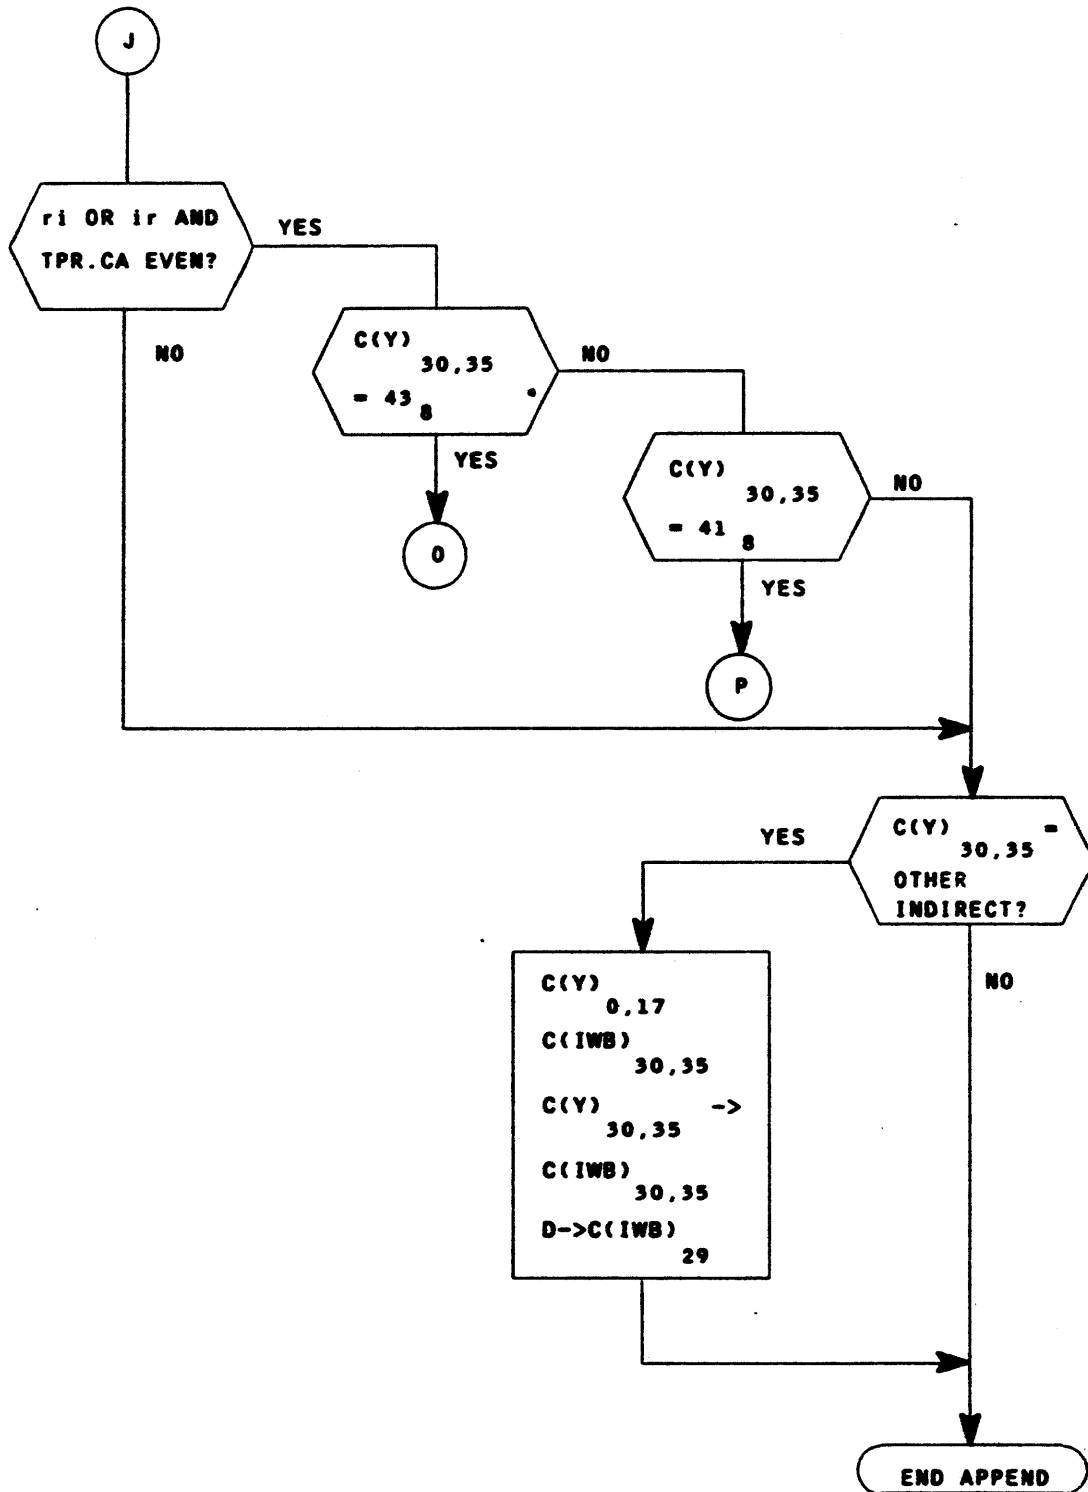 J
ri OR ir AND
TPR.CA EVEN?
YES
NO
C(Y)
30,35
= 43
8
NO
YES
O
C(Y)
30,35
= 41
8
NO
YES
P
C(Y) =
30,35
OTHER
INDIRECT?
YES
NO
C(Y)
0,17
C(IWB)
30,35
C(Y) ->
30,35
C(IWB)
30,35
D->C(IWB)
29
END APPEND